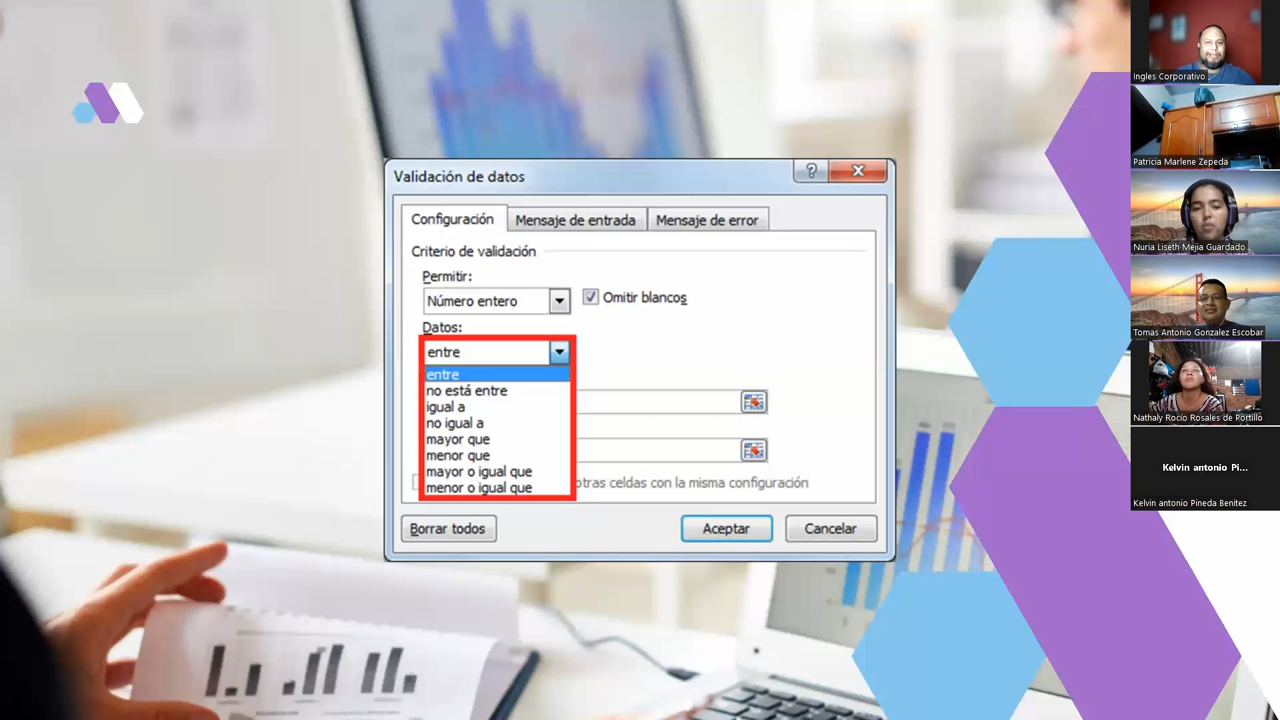 Validación de datos
Configuración
Mensaje de entrada
Mensaje de error
Criterio de validación
Permitir:
Número entero
Omitir blancos
Datos:
entre
entre
no está entre
igual a
no igual a
mayor que
menor que
mayor o igual que
menor o igual que
otras celdas con la misma configuración
Borrar todos
Aceptar
Cancelar
Ingles Corporativo
Patricia Marlene Zepeda
Nuria Liseth Mejia Guardado
Tomas Antonio Gonzalez Escobar
Nathaly Rocío Rosales de Portillo
Kelvin antonio Pi...
Kelvin antonio Pineda Benitez